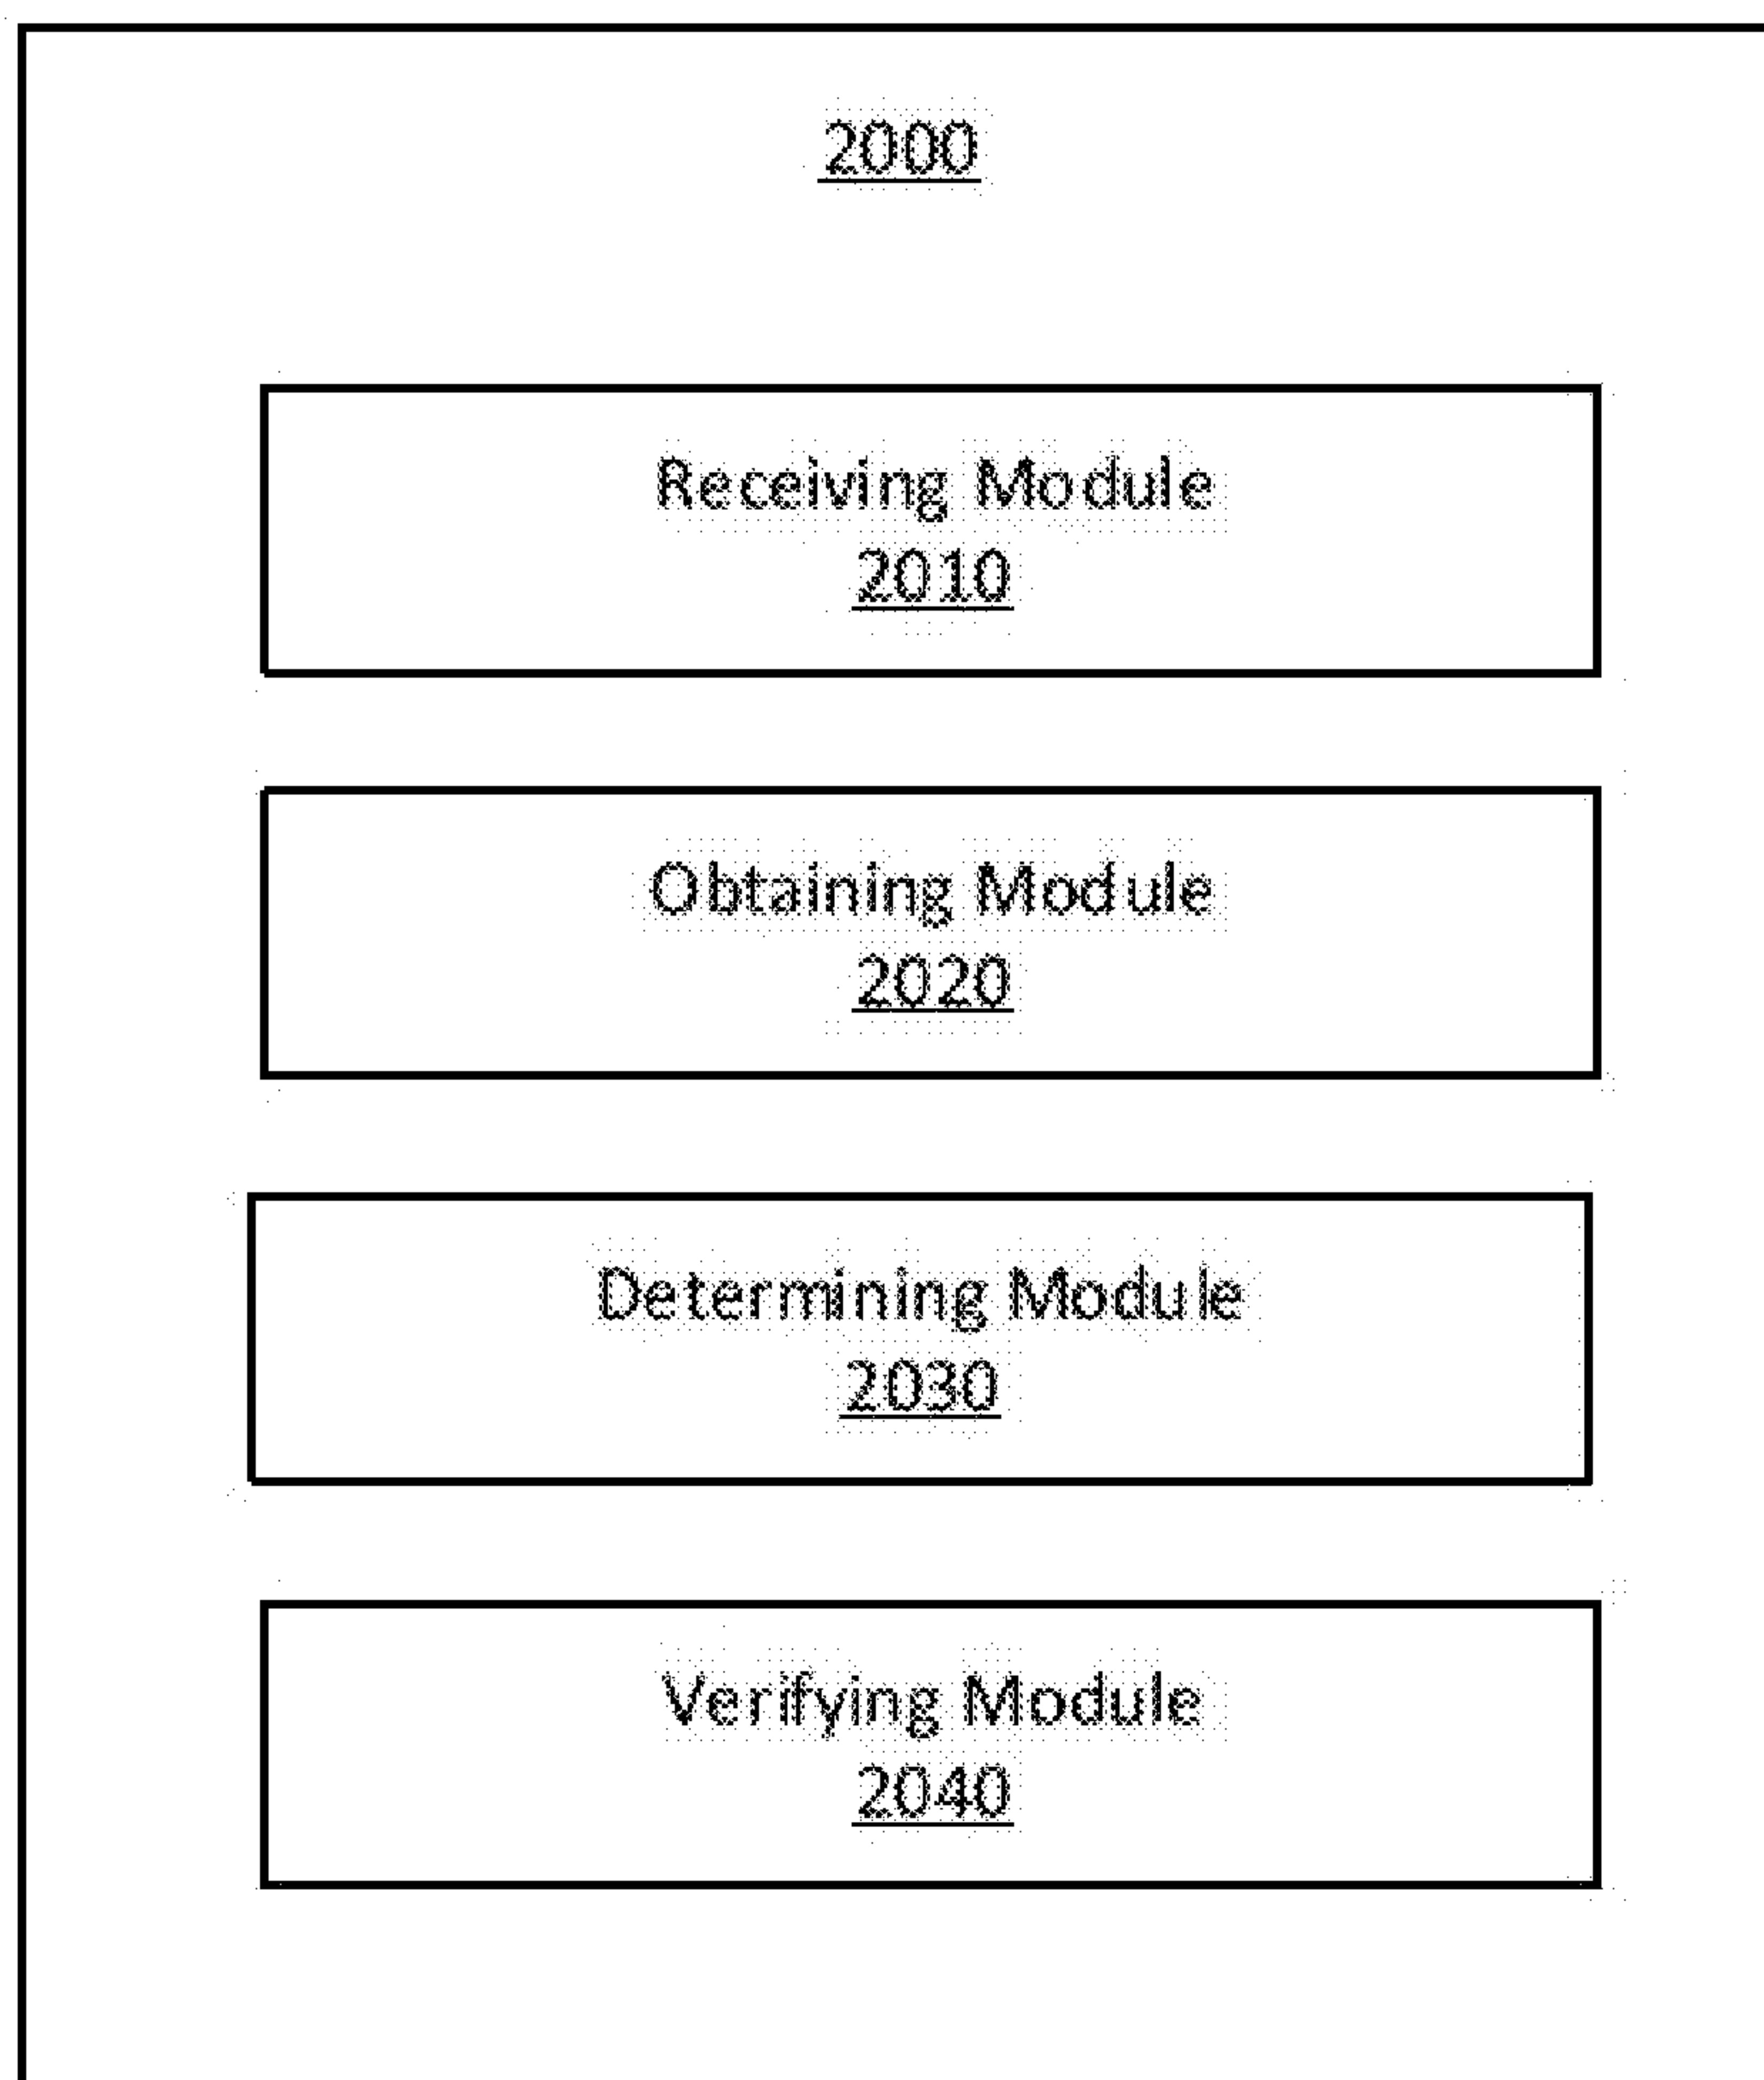 2000
Receiving Module
2010
Obtaining Module
2020
Determining Module
2030
Verifying Module
2040